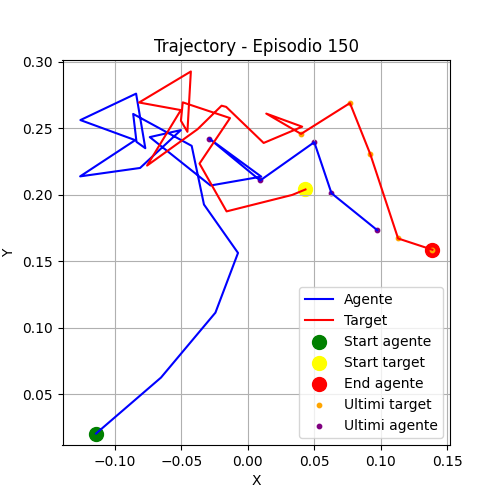 Trajectory - Episodio 150
0.30
0.25
0.20
0.15
0.10
0.05
Y
−0.10
−0.05
0.00
0.05
0.10
0.15
X
Agente
Target
Start agente
Start target
End agente
Ultimi target
Ultimi agente